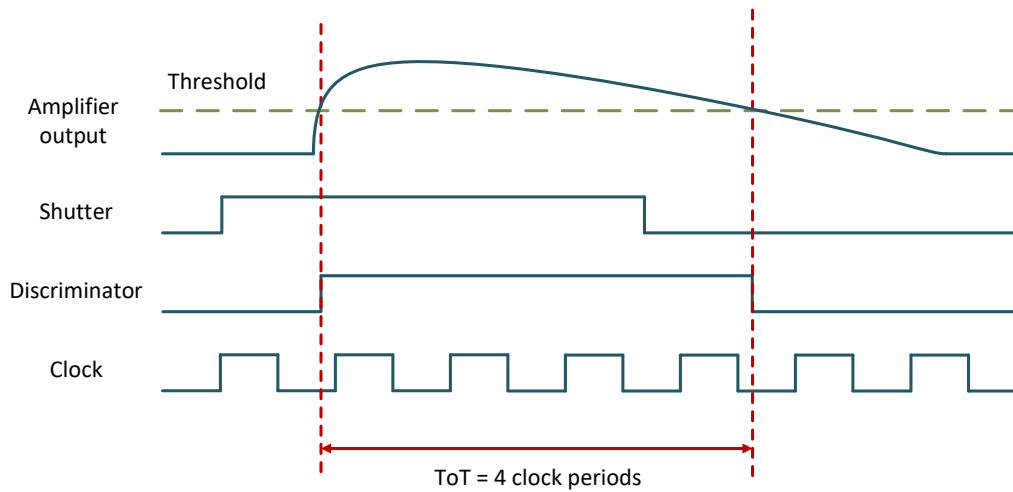 Threshold
Amplifier
output
Shutter
Discriminator
Clock
ToT = 4 clock periods